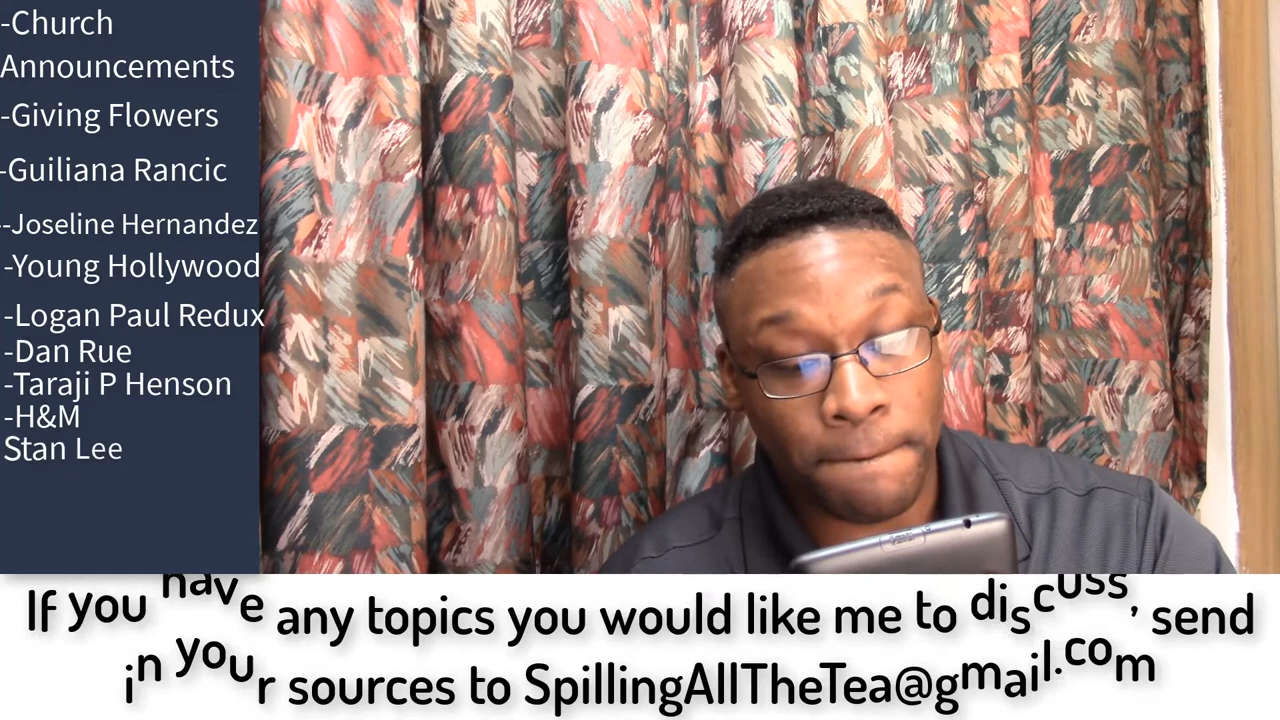 -Church
Announcements
-Giving Flowers
-Guiliana Rancic
--Joseline Hernandez
-Young Hollywood
-Logan Paul Redux
-Dan Rue
-Taraji P Henson
-H&M
Stan Lee
If you have any topics you would like me to discuss, send
in your sources to SpillingAllTheTea@gmail.com